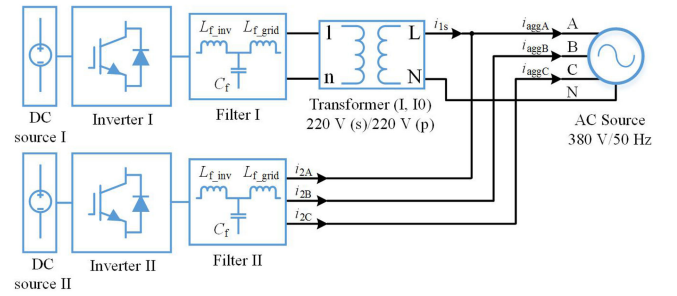 L_f_inv L_f_grid
C_f
DC
source I
Inverter I
Filter I
l
n
L
N
Transformer (I, I0)
220 V (s)/220 V (p)
i_1s
i_aggA A
i_aggB B
i_aggC C
N
AC Source
380 V/50 Hz
L_f_inv L_f_grid
C_f
i_2A
i_2B
i_2C
DC
source II
Inverter II
Filter II